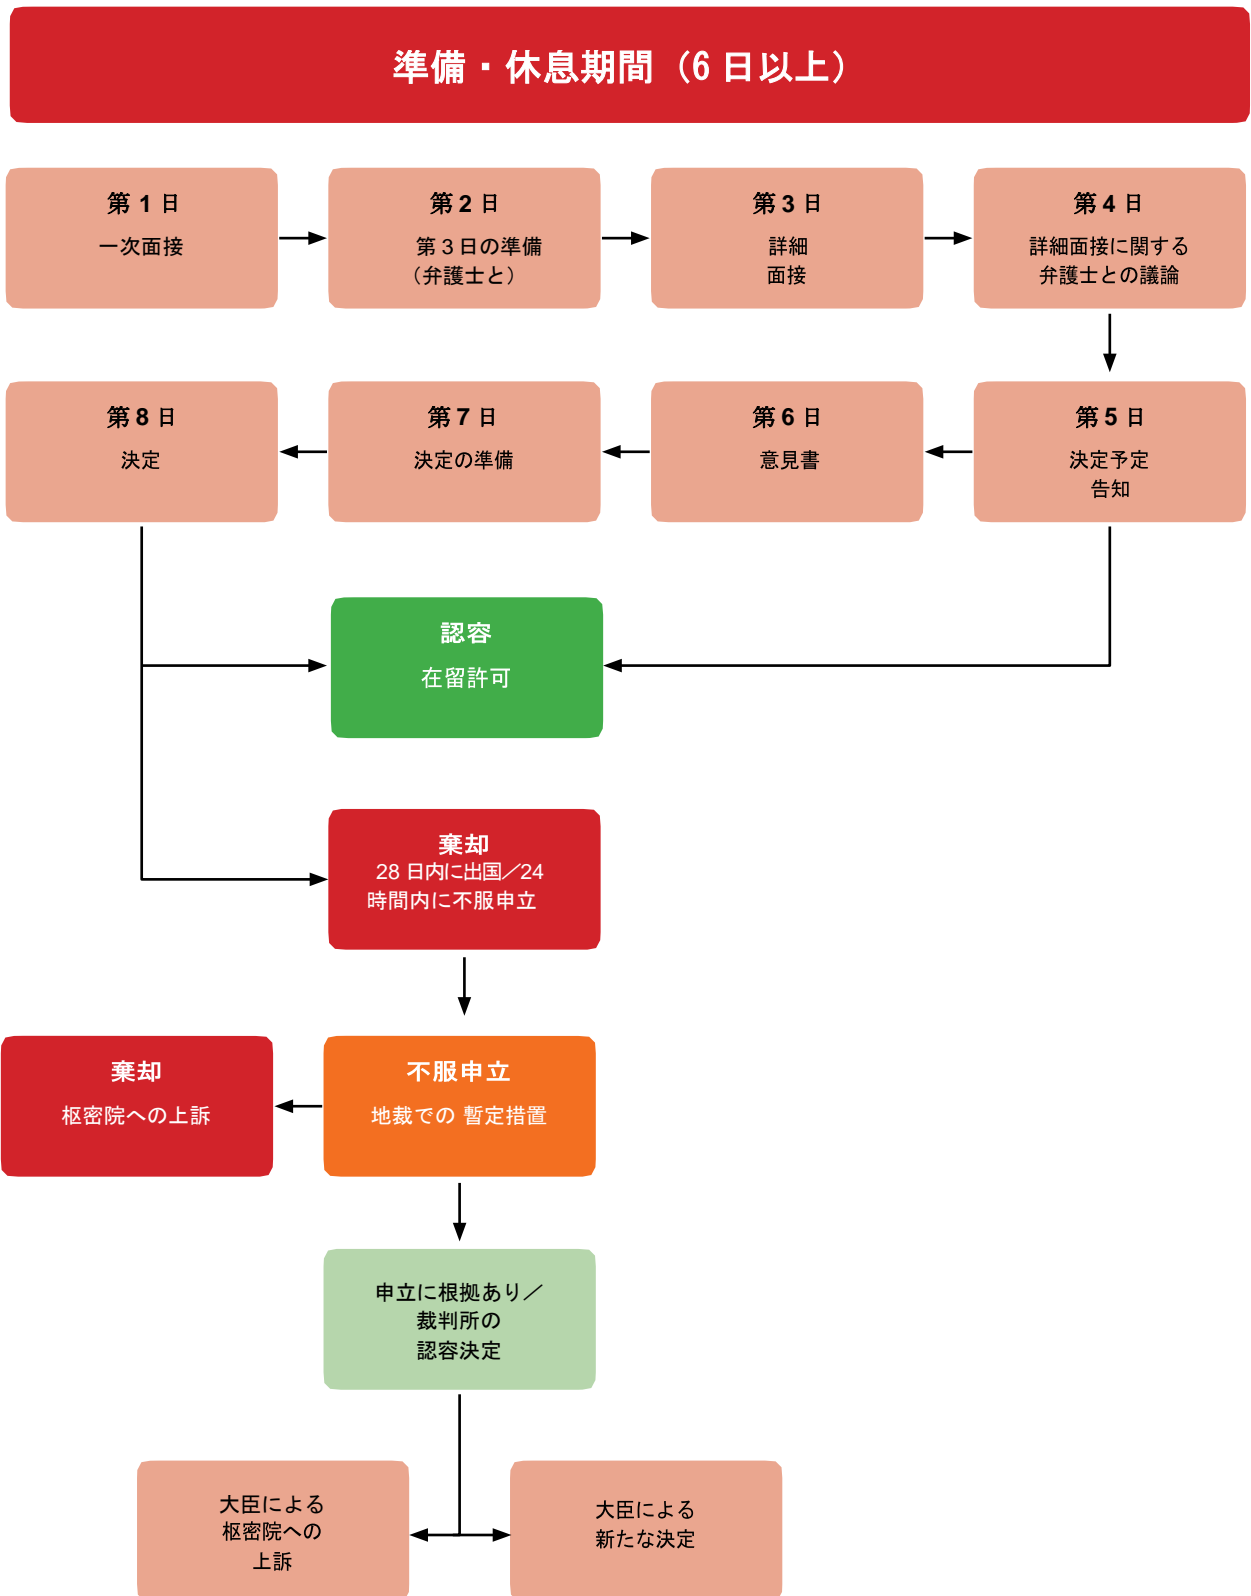 準備・休息期間（6 日以上）
第 1 日
一次面接
第 2 日
第 3 日の準備
（弁護士と）
第 3 日
詳細
面接
第 4 日
詳細面接に関する
弁護士との議論
第 8 日
決定
第 7 日
決定の準備
第 6 日
意見書
第 5 日
決定予定
告知
認容
在留許可
棄却
28 日内に出国／24
時間内に不服申立
棄却
枢密院への上訴
不服申立
地裁での 暫定措置
申立に根拠あり／
裁判所の
認容決定
大臣による
枢密院への
上訴
大臣による
新たな決定